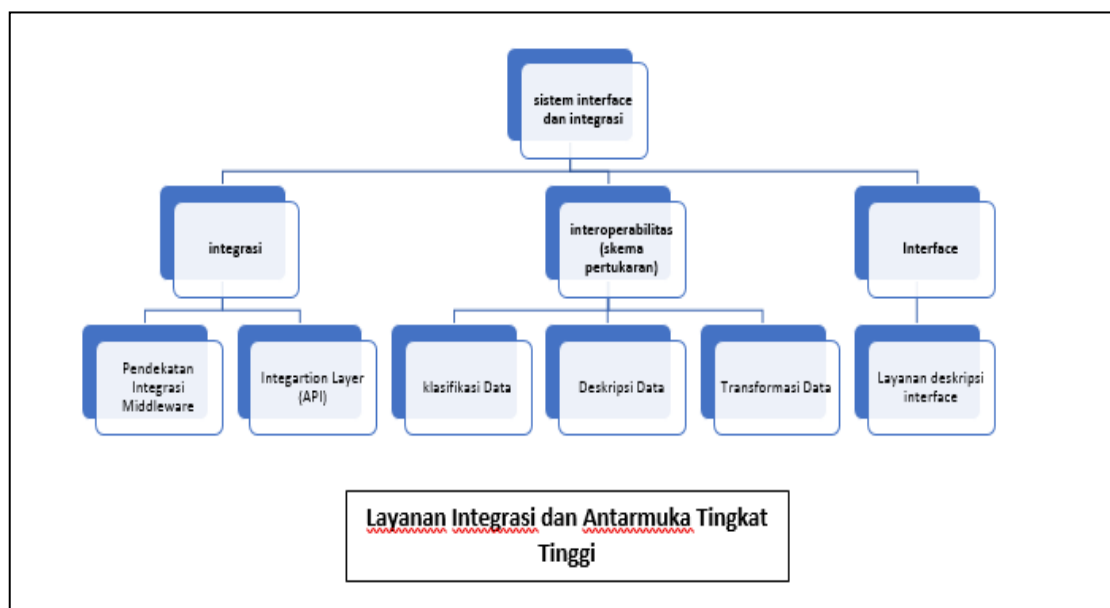 sistem interface
dan integrasi
integrasi
interoperabilitas
(skema
pertukaran)
Interface
Pendekatan
Integrasi
Middleware
Integartion Layer
(API)
klasifikasi Data
Deskripsi Data
Transformasi Data
Layanan deskripsi
interface
Layanan Integrasi dan Antarmuka Tingkat
Tinggi